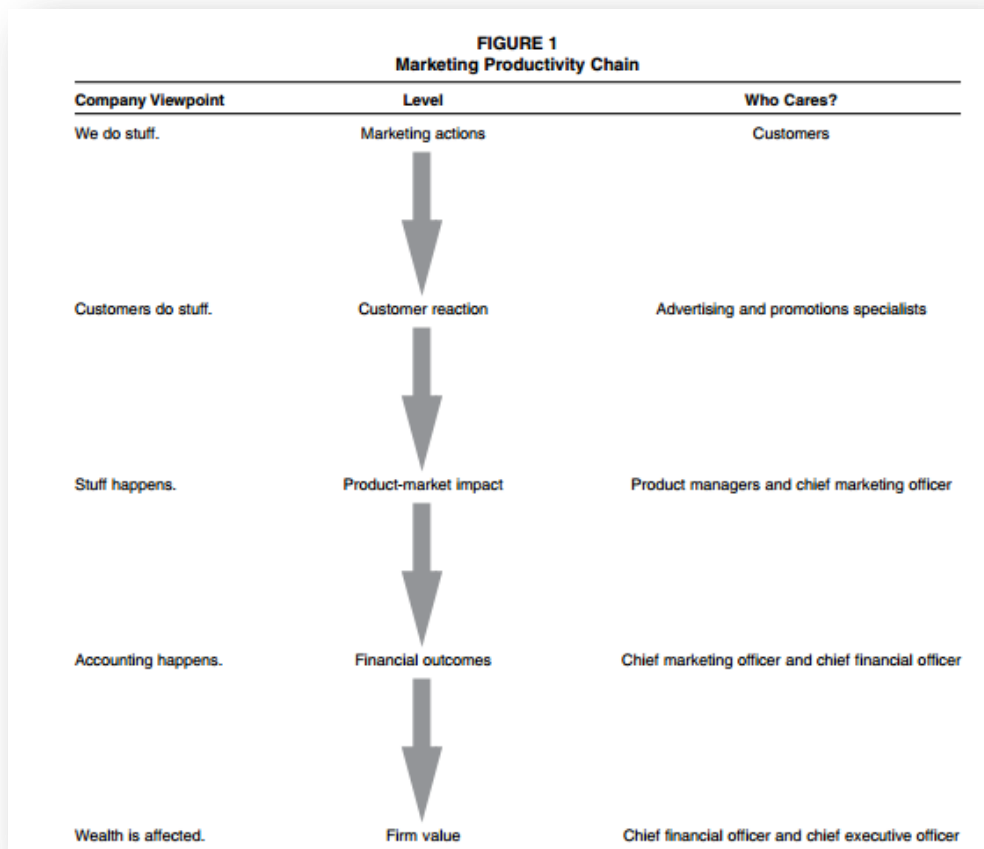 FIGURE 1
Marketing Productivity Chain
Company Viewpoint Level Who Cares?
We do stuff. Marketing actions Customers
Customers do stuff. Customer reaction Advertising and promotions specialists
Stuff happens. Product-market impact Product managers and chief marketing officer
Accounting happens. Financial outcomes Chief marketing officer and chief financial officer
Wealth is affected. Firm value Chief financial officer and chief executive officer